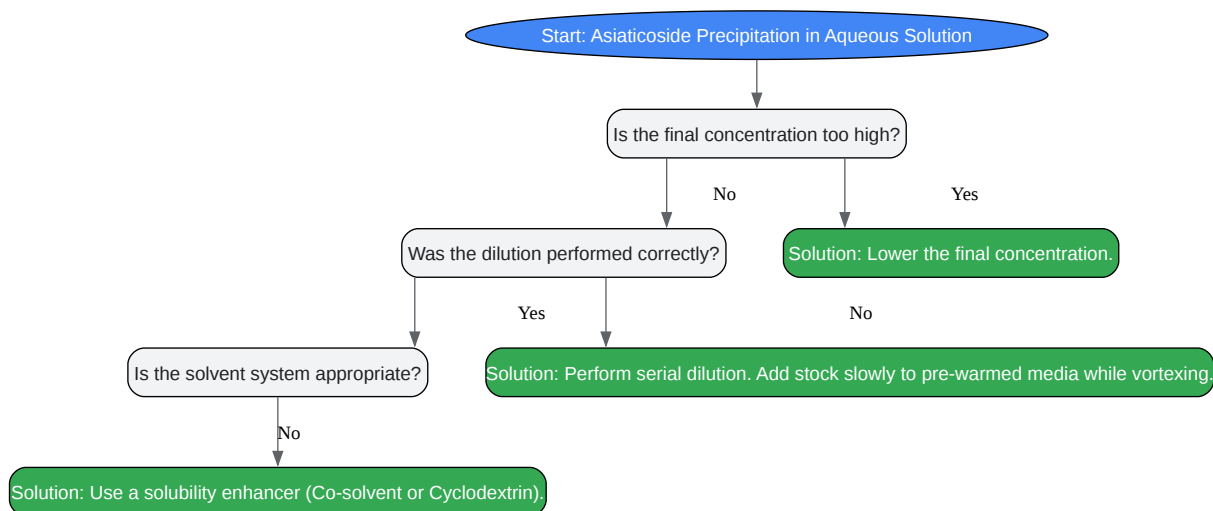 Start: Asiaticoside Precipitation in Aqueous Solution
Is the final concentration too high?
No
Yes
Was the dilution performed correctly?
Solution: Lower the final concentration.
Yes
No
Is the solvent system appropriate?
Solution: Perform serial dilution. Add stock slowly to pre-warmed media while vortexing.
No
Solution: Use a solubility enhancer (Co-solvent or Cyclodextrin).